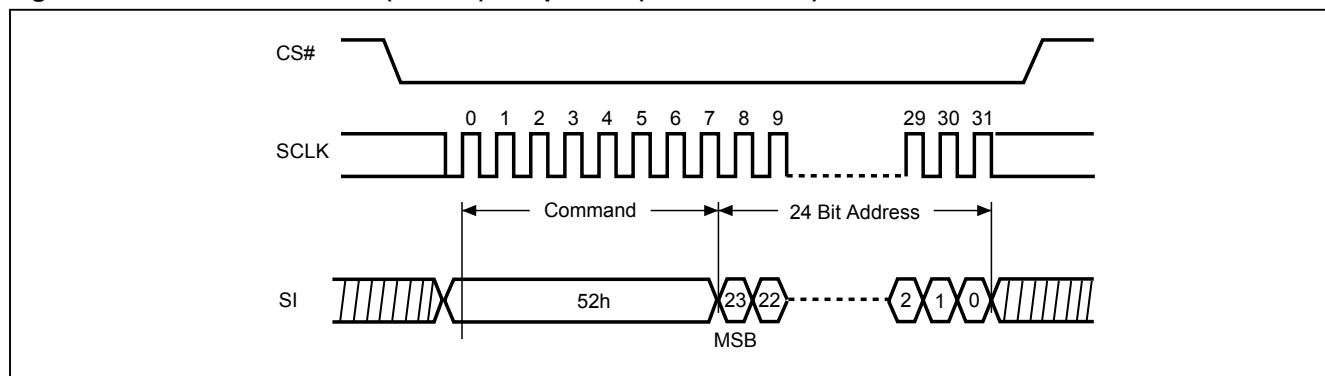 CS#
0 1 2 3 4 5 6 7 8 9 29 30 31
SCLK
Command 24 Bit Address
SI 52h 23 22 2 1 0
MSB